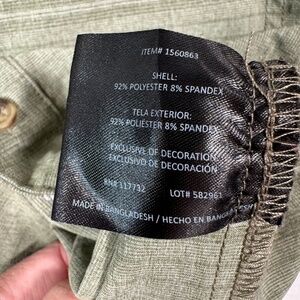 ITEM# 1560863
SHELL:
92% POLYESTER 8% SPANDEX
TELA EXTERIOR:
92% POLIESTER 8% SPANDEX
EXCLUSIVE OF DECORATION
EXCLUSIVO DE DECORACIÓN
RN# 117732
LOT# 582961
MADE IN BANGLADESH / HECHO EN BANGLADESH